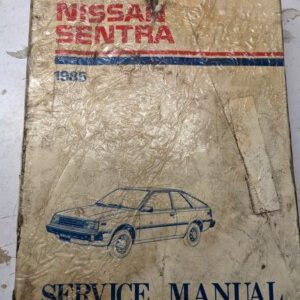 NISSAN
SENTRA
1985
SERVICE MANUAL